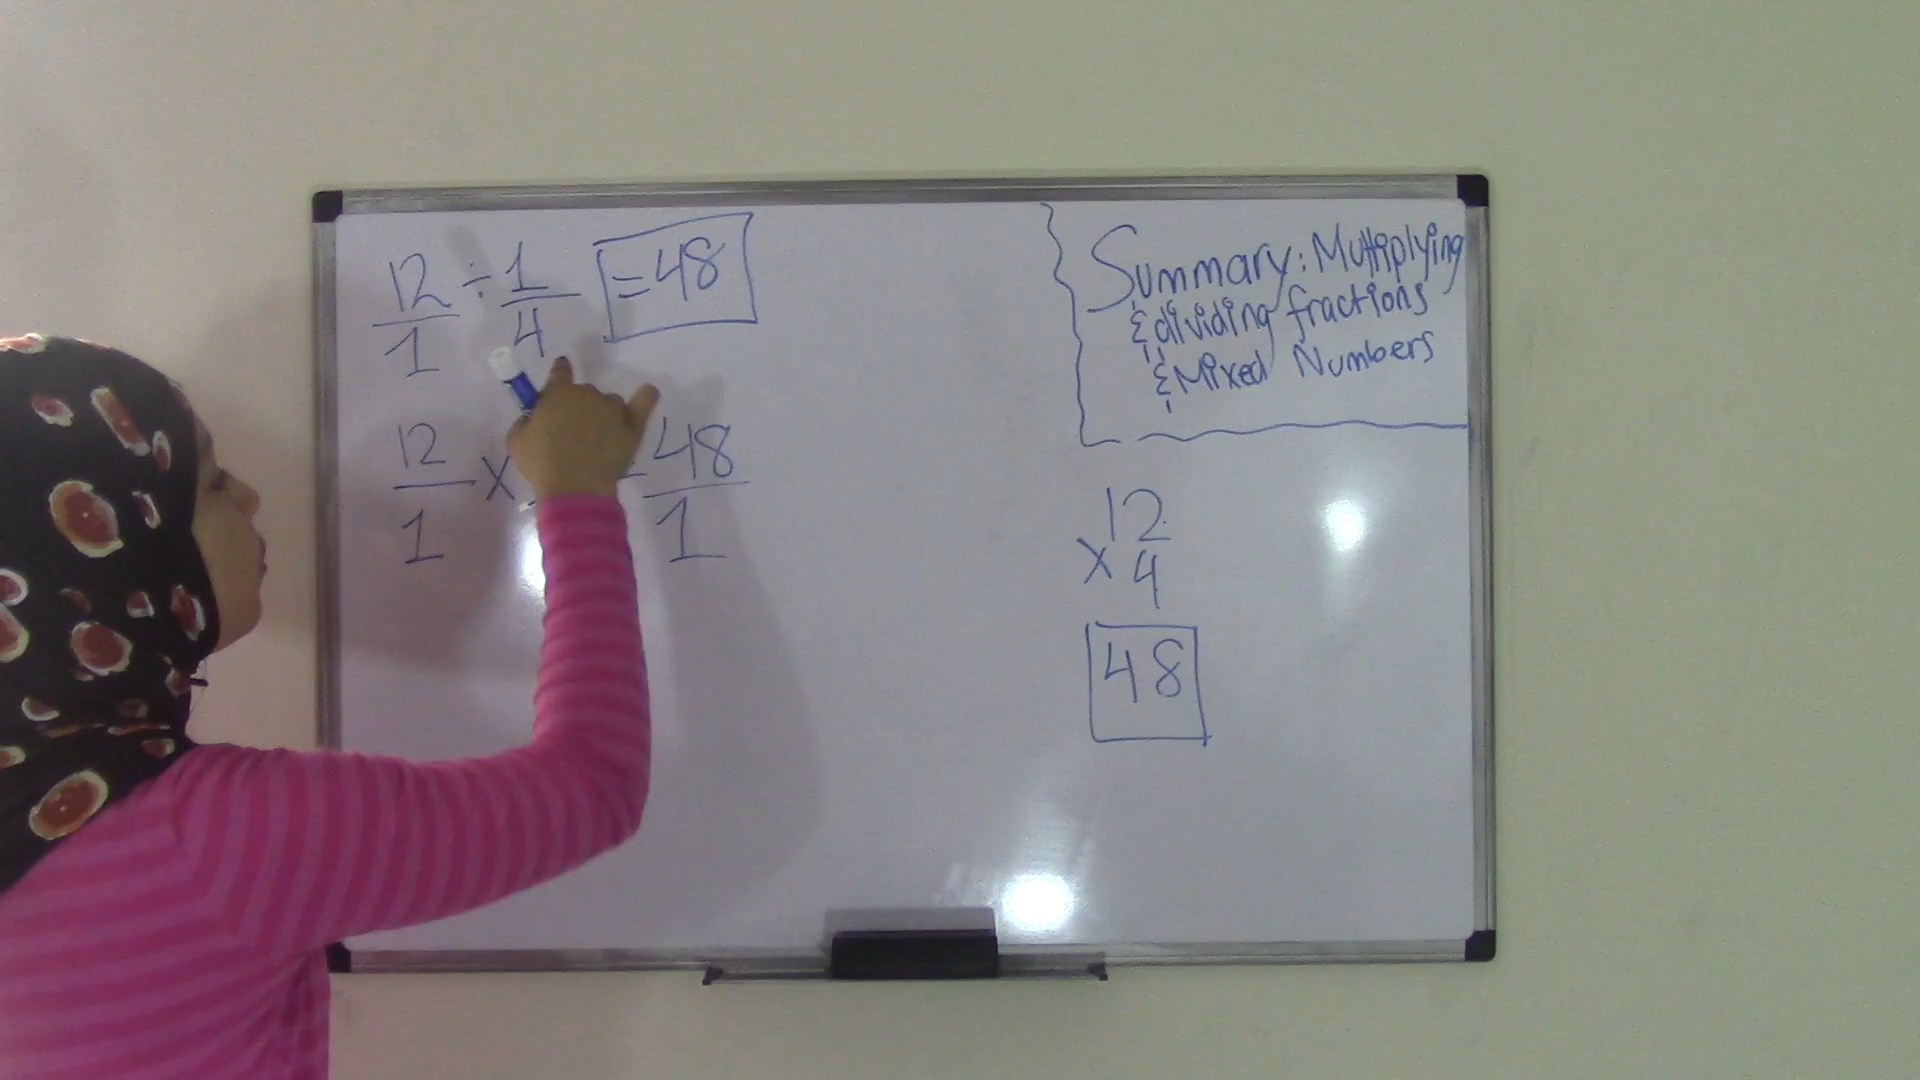 12/1 ÷ 1/4 = 48
12/1 × = 48/1
Summary: Multiplying
& dividing fractions
& Mixed Numbers
12
× 4
48